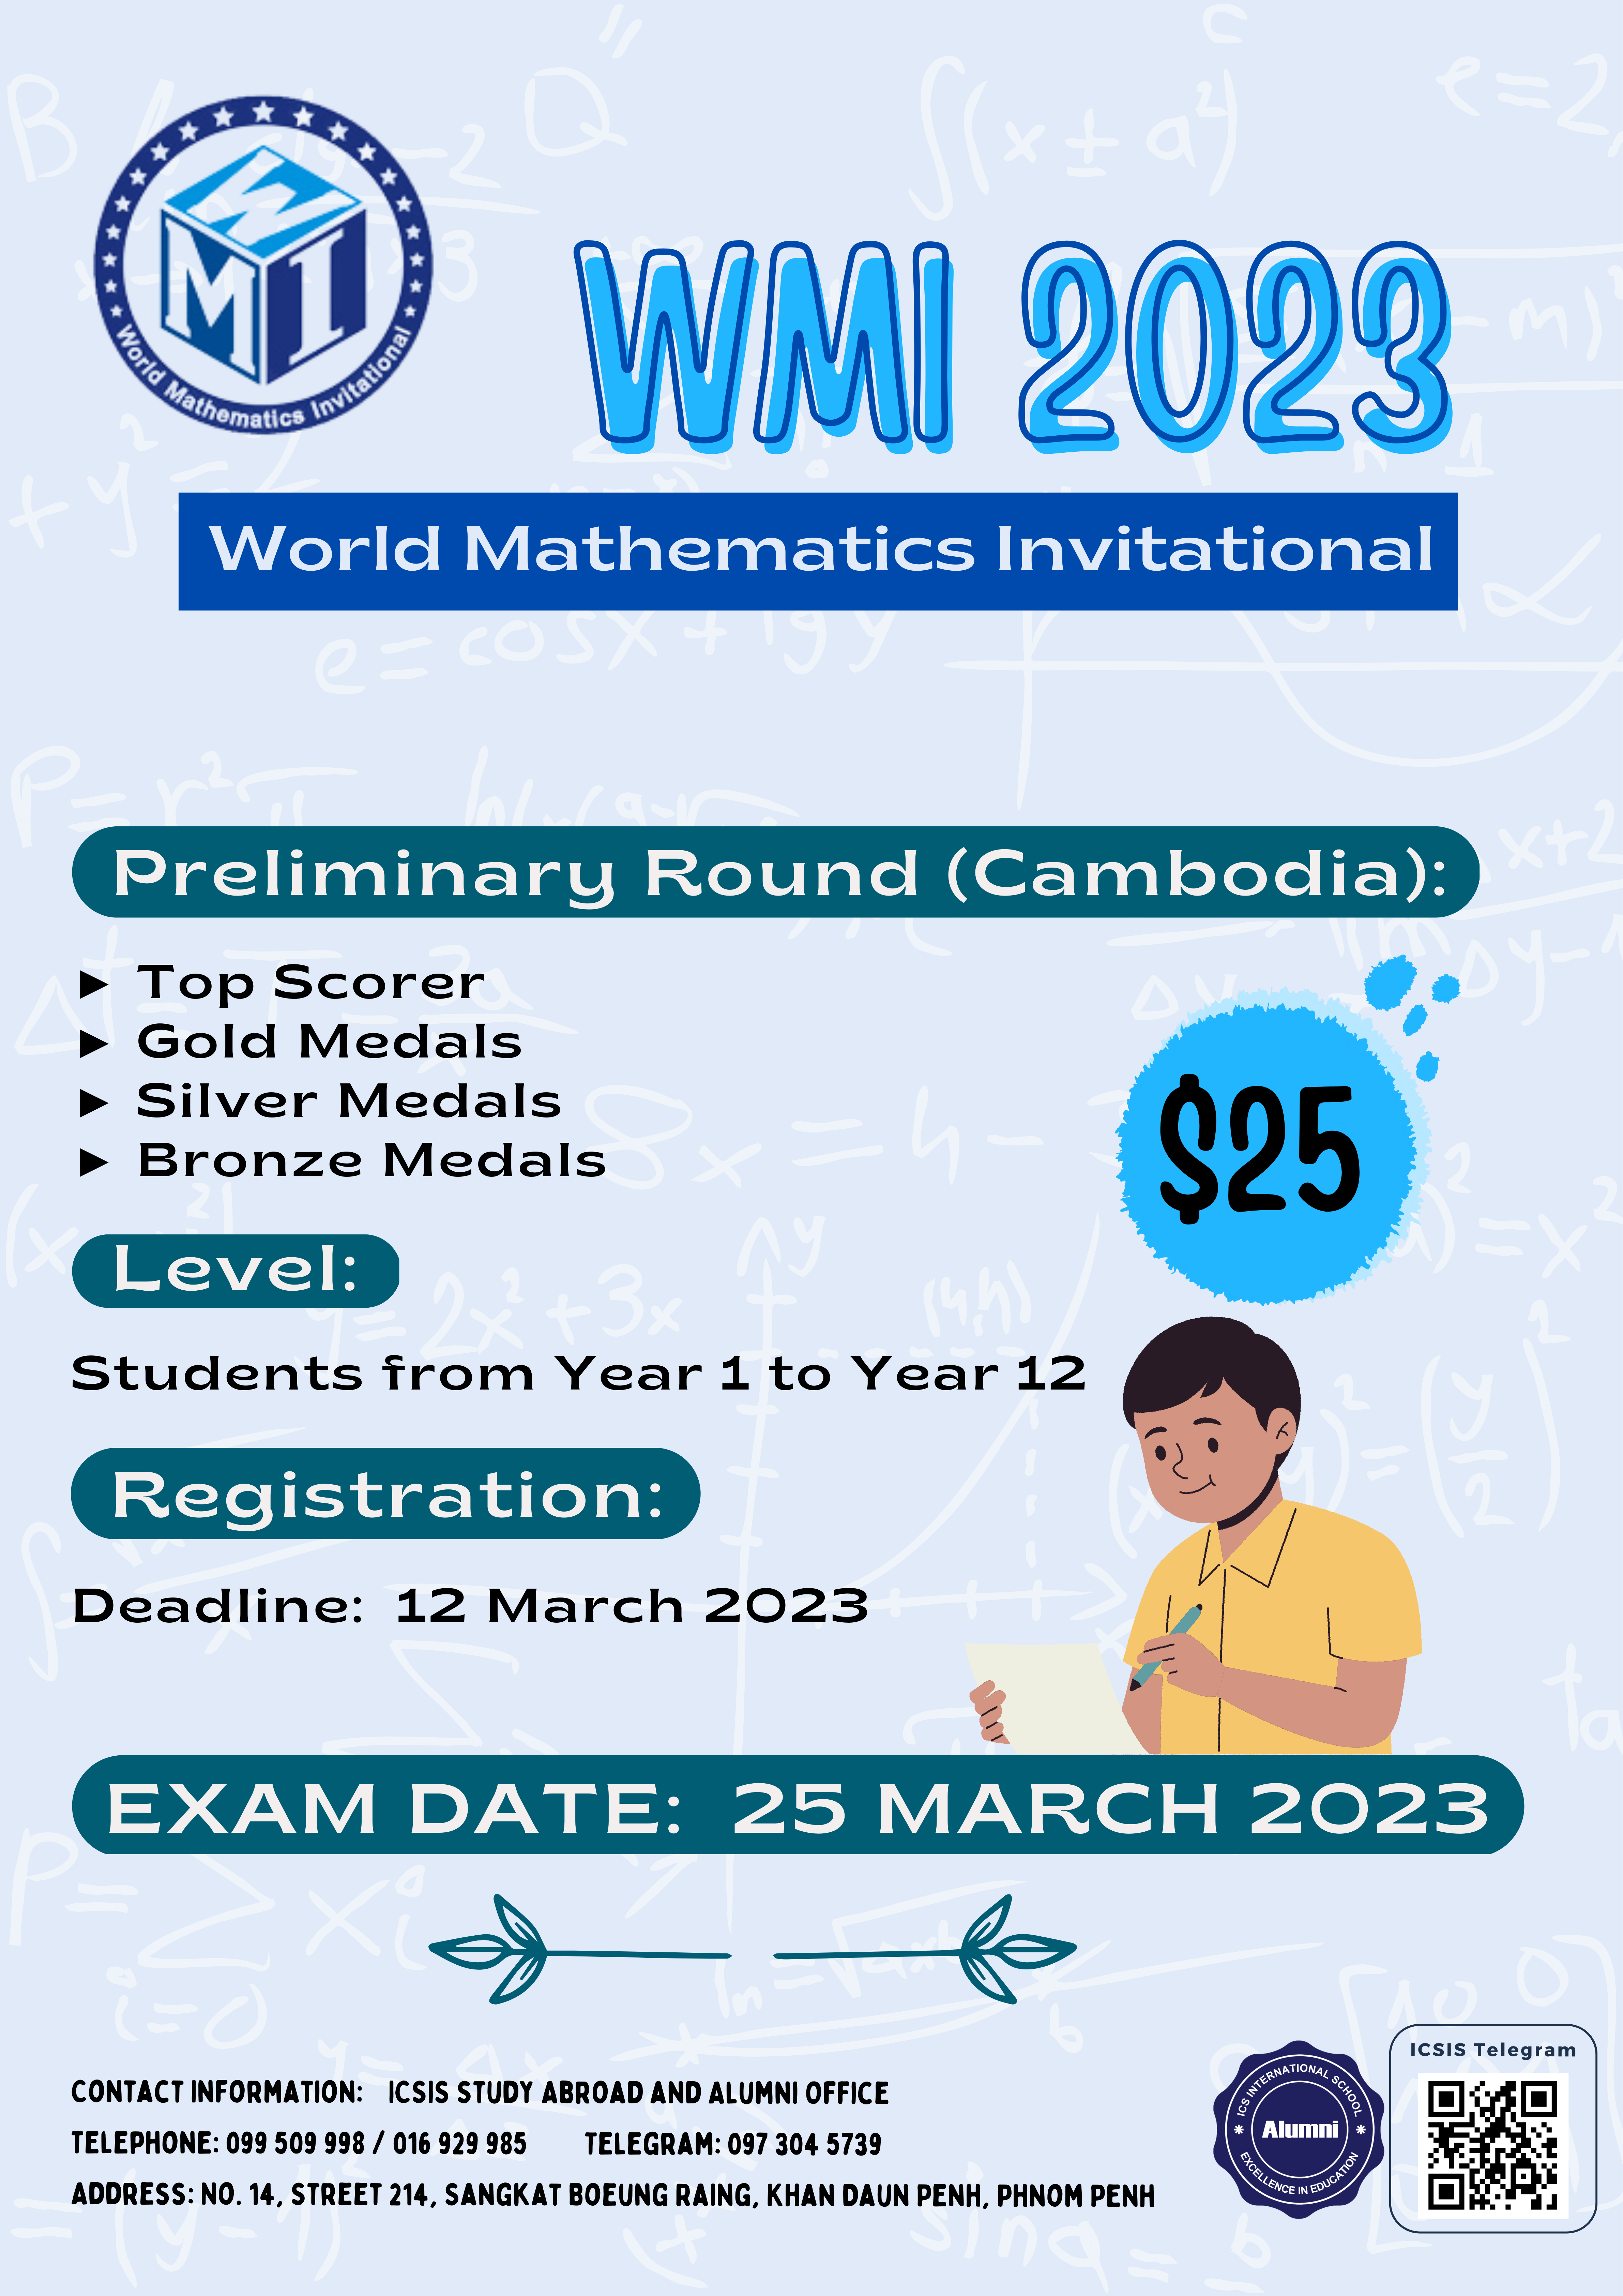 WMI
World Mathematics Invitational
WMI 2023
World Mathematics Invitational
Preliminary Round (Cambodia):
► Top Scorer
► Gold Medals
► Silver Medals
► Bronze Medals
$25
Level:
Students from Year 1 to Year 12
Registration:
Deadline: 12 March 2023
EXAM DATE: 25 MARCH 2023
CONTACT INFORMATION: ICSIS STUDY ABROAD AND ALUMNI OFFICE
TELEPHONE: 099 509 998 / 016 929 985 TELEGRAM: 097 304 5739
ADDRESS: NO. 14, STREET 214, SANGKAT BOEUNG RAING, KHAN DAUN PENH, PHNOM PENH
ICS INTERNATIONAL SCHOOL
Alumni
EXCELLENCE IN EDUCATION
ICSIS Telegram